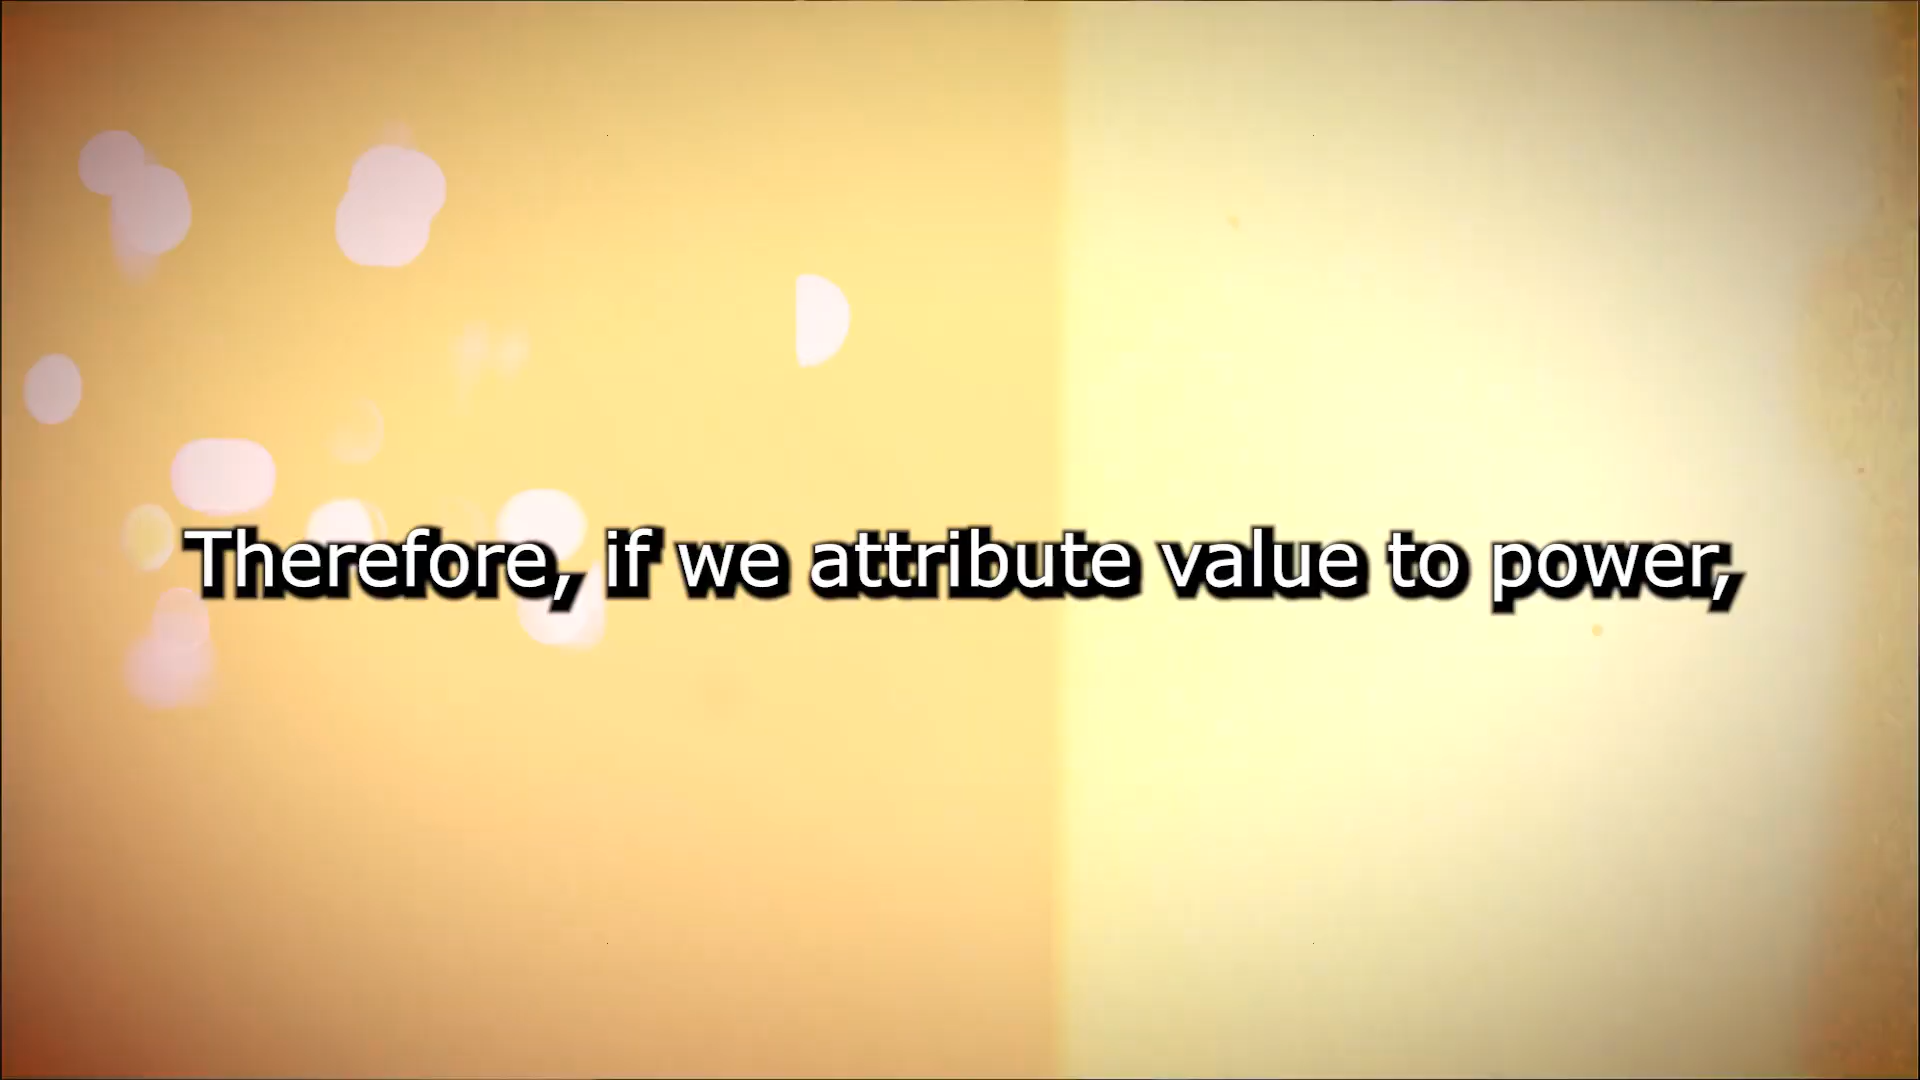 Therefore, if we attribute value to power,